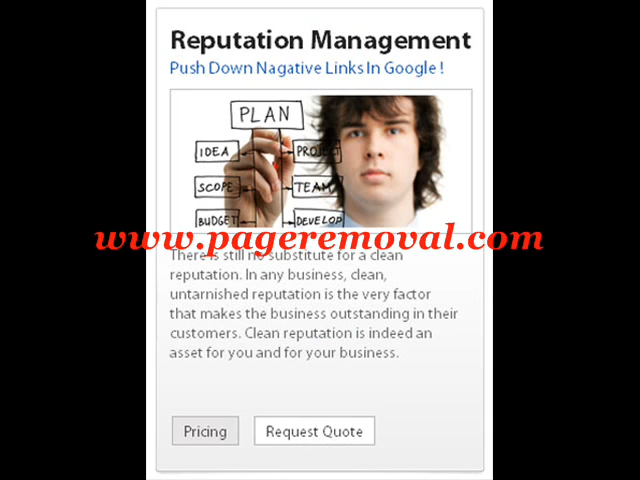 Reputation Management
Push Down Nagative Links In Google !
PLAN
IDEA
PROJECT
SCOPE
TEAM
BUDGET
DEVELOP
www.pageremoval.com
There is still no substitute for a clean
reputation. In any business, clean,
untarnished reputation is the very factor
that makes the business outstanding in their
customers. Clean reputation is indeed an
asset for you and for your business.
Pricing
Request Quote